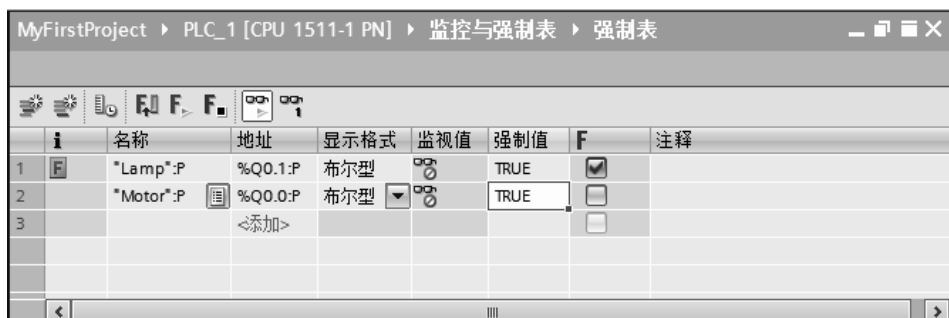 MyFirstProject ▸ PLC_1 [CPU 1511-1 PN] ▸ 监控与强制表 ▸ 强制表
i 名称 地址 显示格式 监视值 强制值 F 注释
1 F "Lamp":P %Q0.1:P 布尔型 TRUE
2 "Motor":P %Q0.0:P 布尔型 TRUE
3 <添加>